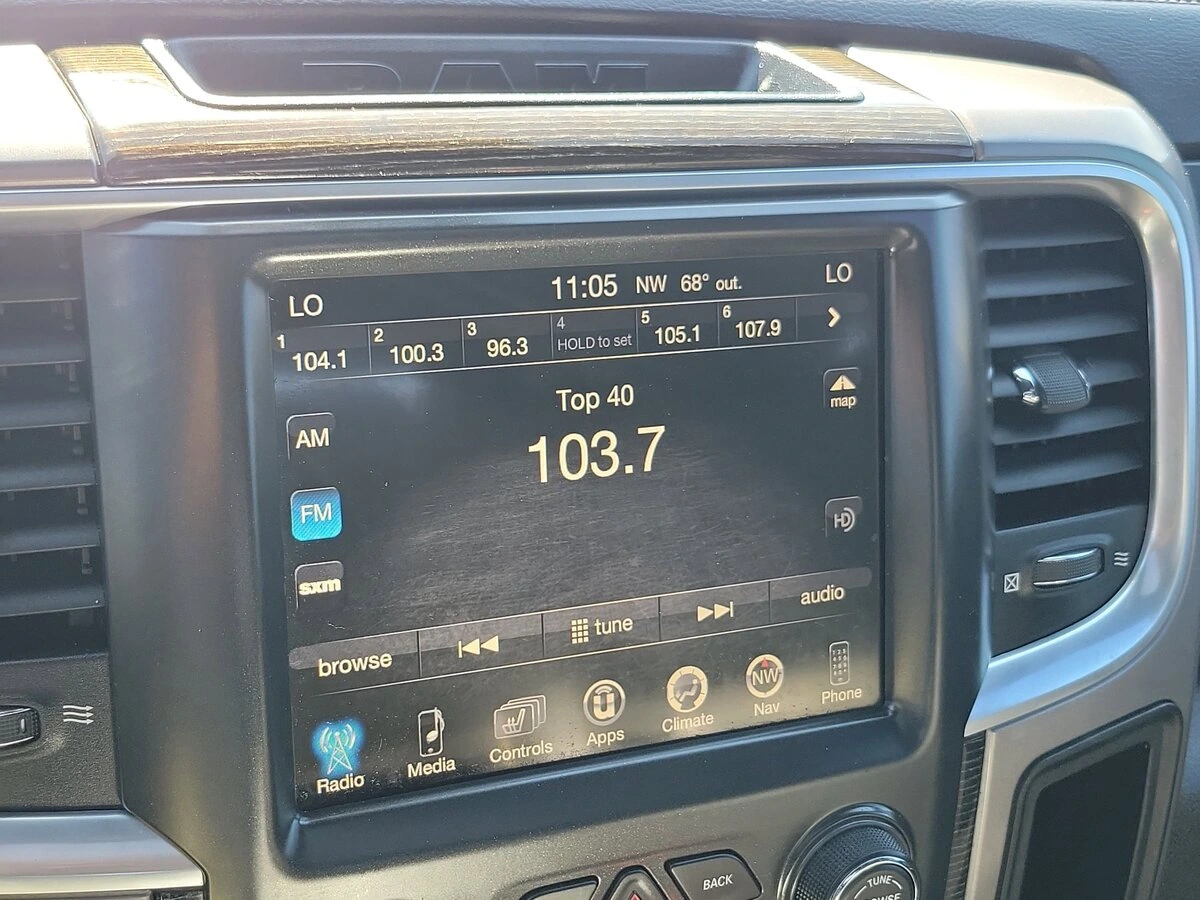 RAM
LO 11:05 NW 68° out. LO
1 104.1 2 100.3 3 96.3 4 HOLD to set 5 105.1 6 107.9
Top 40
map
103.7
AM
FM
HD
sxm
browse tune audio
Radio Media Controls Apps Climate NW Nav Phone
BACK
TUNE